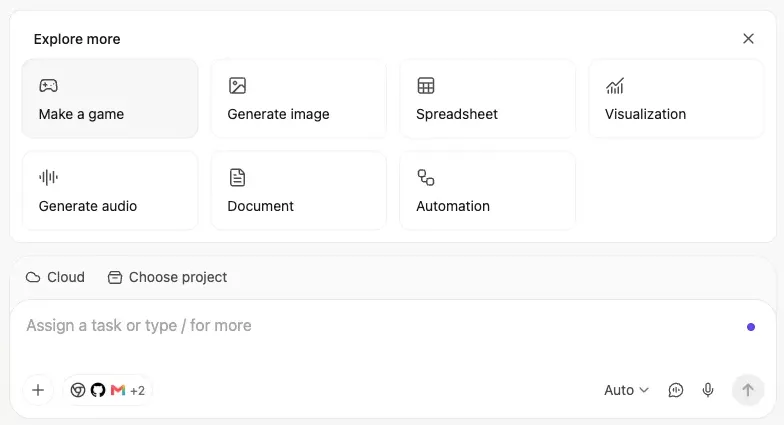 Explore more
Make a game
Generate image
Spreadsheet
Visualization
Generate audio
Document
Automation
Cloud
Choose project
Assign a task or type / for more
+2
Auto